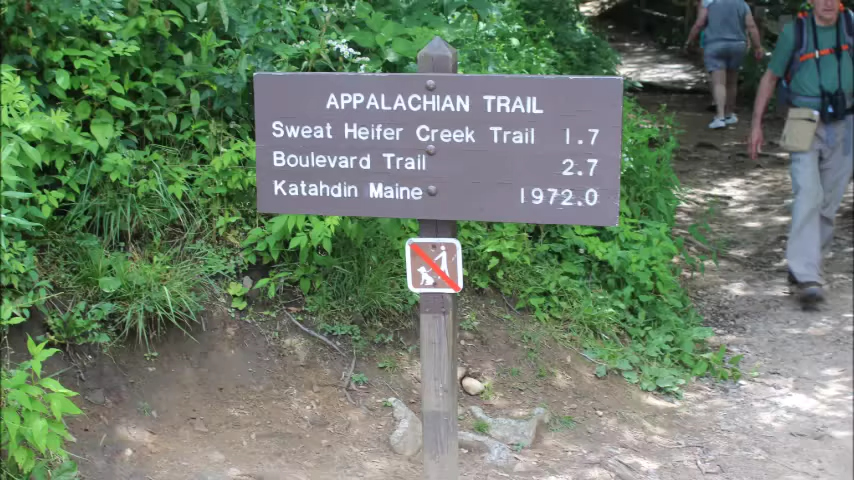 APPALACHIAN TRAIL
Sweat Heifer Creek Trail 1.7
Boulevard Trail 2.7
Katahdin Maine 1972.0